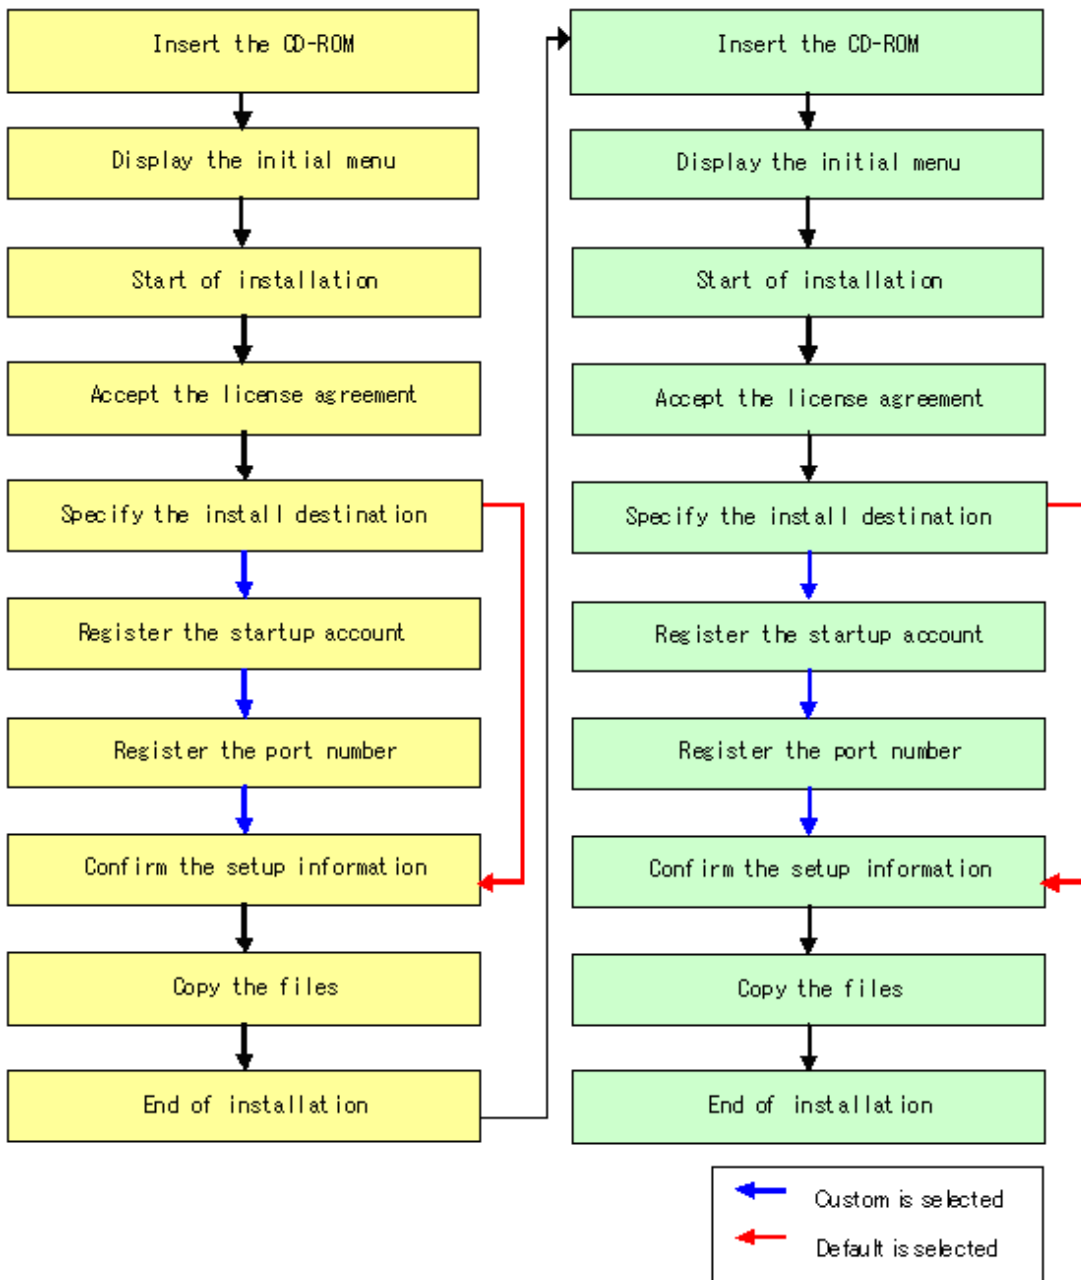 Insert the CD-ROM
Display the initial menu
Start of installation
Accept the license agreement
Specify the install destination
Register the startup account
Register the port number
Confirm the setup information
Copy the files
End of installation
Insert the CD-ROM
Display the initial menu
Start of installation
Accept the license agreement
Specify the install destination
Register the startup account
Register the port number
Confirm the setup information
Copy the files
End of installation
Custom is selected
Default is selected